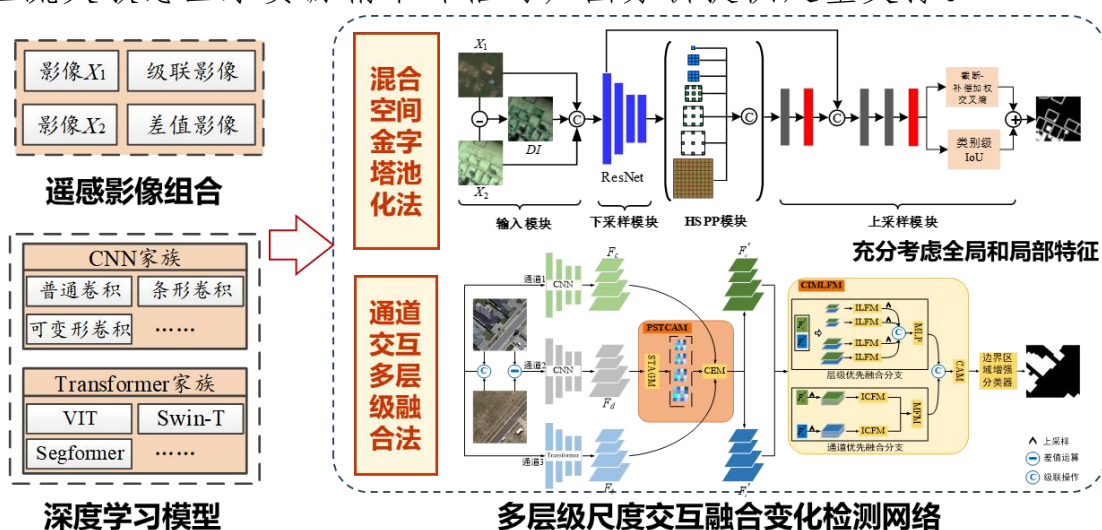 影像X1
级联影像
影像X2
差值影像
遥感影像组合
CNN家族
普通卷积
条形卷积
可变形卷积
……
Transformer家族
VIT
Swin-T
Segformer
……
深度学习模型
混合
空间
金字
塔池
化法
X1
DI
X2
C
ResNet
C
C
截断-
补偿加权
交叉熵
类别级
IoU
输入模块
下采样模块
HSPP模块
上采样模块
充分考虑全局和局部特征
通道
交互
多层
级融
合法
通道1
CNN
Fc
通道2
CNN
Fd
通道3
Transformer
Ft
C
PSTCAM
STAGM
CEM
Fc'
Ft'
CIMLFM
ILFM
ILFM
ILFM
ILFM
C
MLP
层级优先融合分支
ICFM
ICFM
MFM
通道优先融合分支
C
CAM
边界区
域增强
分类器
上采样
差值运算
C 级联操作
多层级尺度交互融合变化检测网络